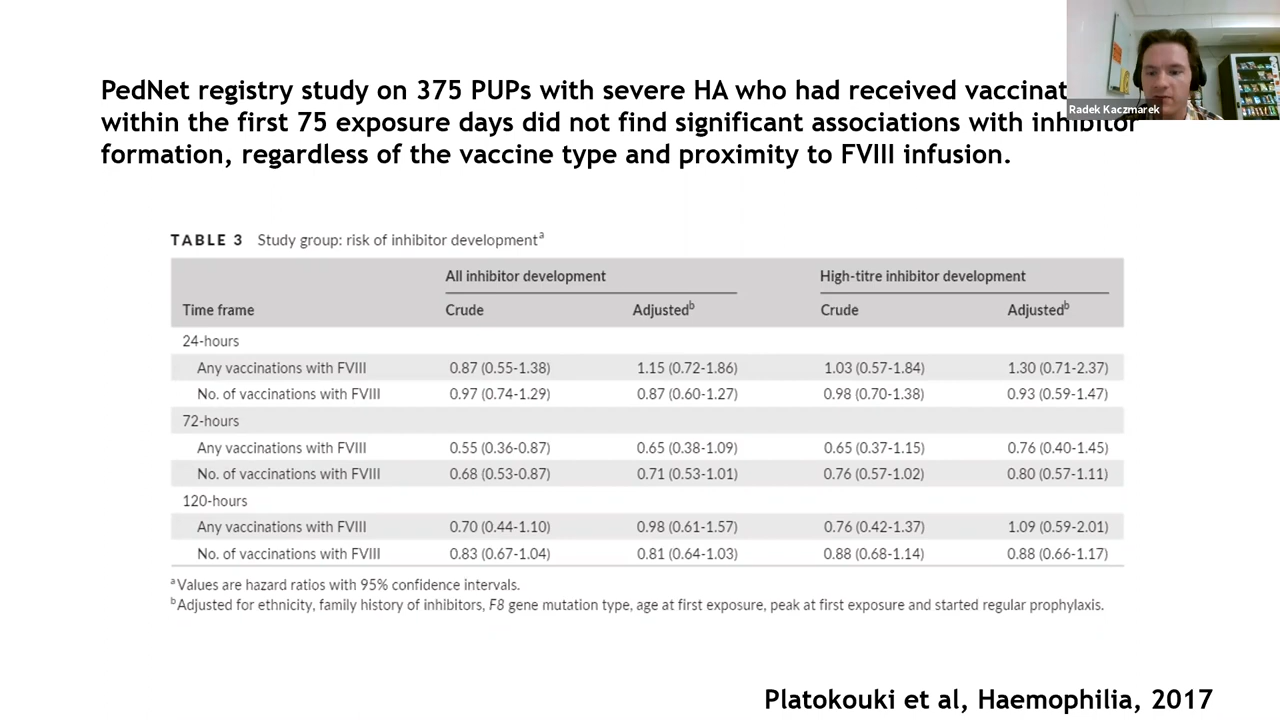 PedNet registry study on 375 PUPs with severe HA who had received
within the first 75 exposure days did not find significant associations with inhibitor
formation, regardless of the vaccine type and proximity to FVIII infusion.
Radek Kaczmarek
TABLE 3 Study group: risk of inhibitor development a
All inhibitor development High-titre inhibitor development
Time frame Crude Adjusted b Crude Adjusted b
24-hours
Any vaccinations with FVIII 0.87 (0.55-1.38) 1.15 (0.72-1.86) 1.03 (0.57-1.84) 1.30 (0.71-2.37)
No. of vaccinations with FVIII 0.97 (0.74-1.29) 0.87 (0.60-1.27) 0.98 (0.70-1.38) 0.93 (0.59-1.47)
72-hours
Any vaccinations with FVIII 0.55 (0.36-0.87) 0.65 (0.38-1.09) 0.65 (0.37-1.15) 0.76 (0.40-1.45)
No. of vaccinations with FVIII 0.68 (0.53-0.87) 0.71 (0.53-1.01) 0.76 (0.57-1.02) 0.80 (0.57-1.11)
120-hours
Any vaccinations with FVIII 0.70 (0.44-1.10) 0.98 (0.61-1.57) 0.76 (0.42-1.37) 1.09 (0.59-2.01)
No. of vaccinations with FVIII 0.83 (0.67-1.04) 0.81 (0.64-1.03) 0.88 (0.68-1.14) 0.88 (0.66-1.17)
a Values are hazard ratios with 95% confidence intervals.
b Adjusted for ethnicity, family history of inhibitors, F8 gene mutation type, age at first exposure, peak at first exposure and started regular prophylaxis.
Platokouki et al, Haemophilia, 2017